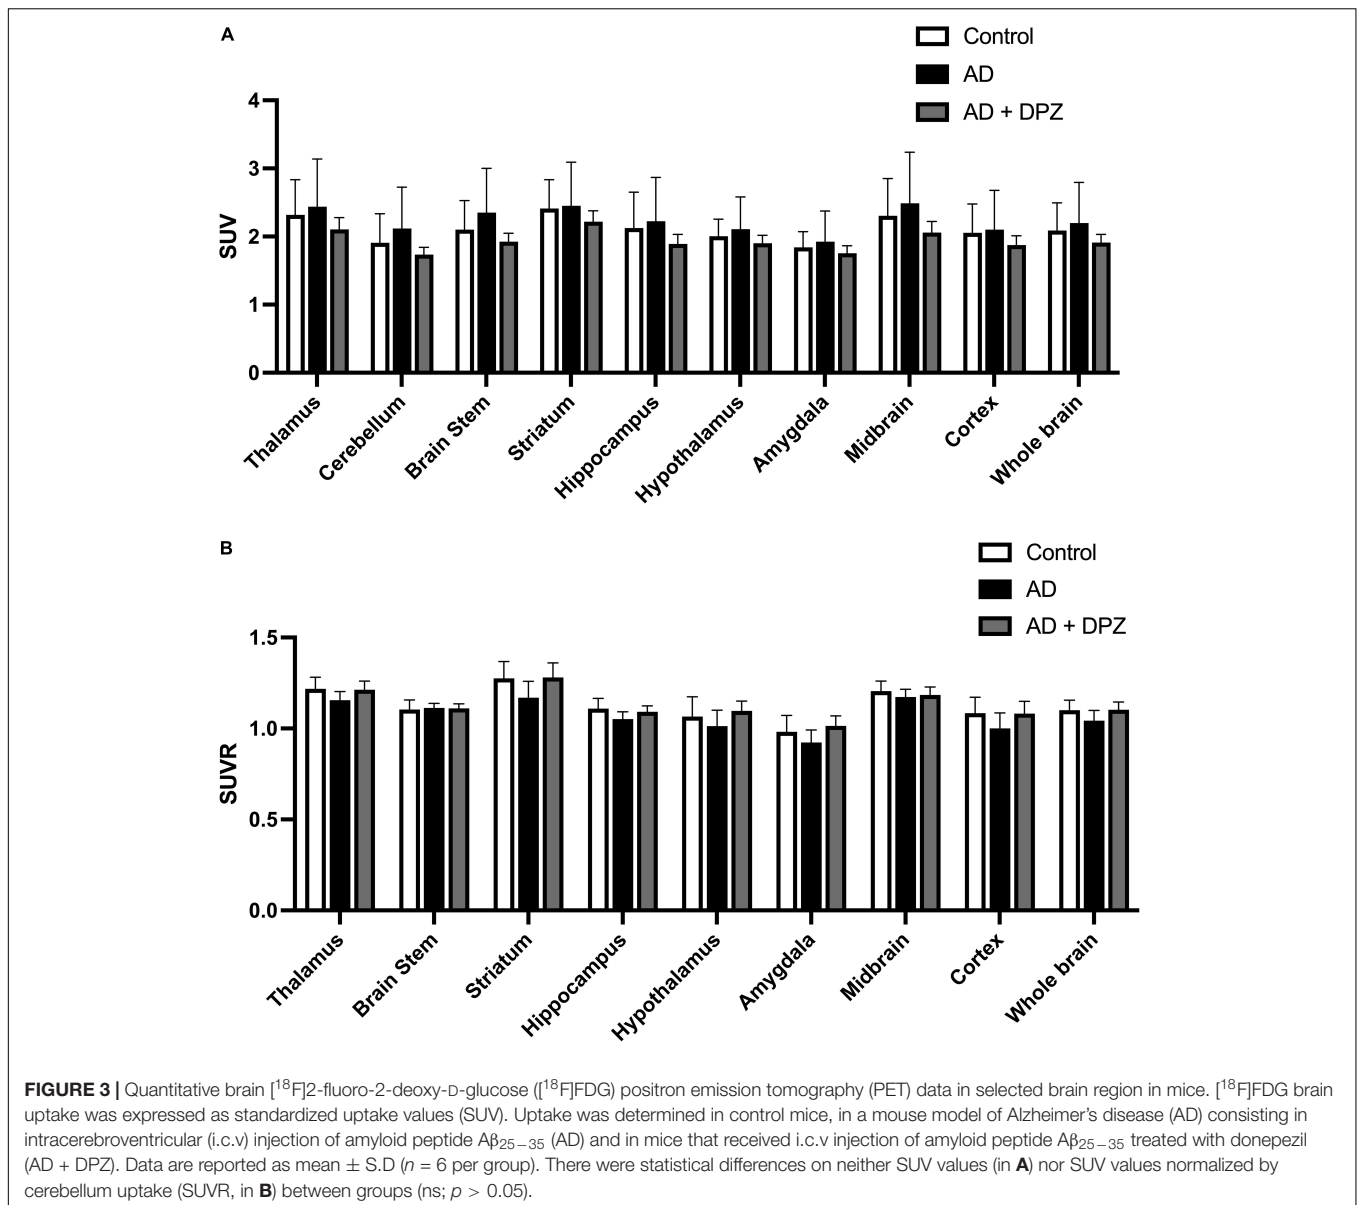 A
Control
AD
AD + DPZ
4
3
2
1
0
SUV
Thalamus
Cerebellum
Brain Stem
Striatum
Hippocampus
Hypothalamus
Amygdala
Midbrain
Cortex
Whole brain
B
Control
AD
AD + DPZ
1.5
1.0
0.5
0.0
SUVR
Thalamus
Brain Stem
Striatum
Hippocampus
Hypothalamus
Amygdala
Midbrain
Cortex
Whole brain
FIGURE 3 | Quantitative brain [18F]2-fluoro-2-deoxy-D-glucose ([18F]FDG) positron emission tomography (PET) data in selected brain region in mice. [18F]FDG brain
uptake was expressed as standardized uptake values (SUV). Uptake was determined in control mice, in a mouse model of Alzheimer’s disease (AD) consisting in
intracerebroventricular (i.c.v) injection of amyloid peptide Aβ25−35 (AD) and in mice that received i.c.v injection of amyloid peptide Aβ25−35 treated with donepezil
(AD + DPZ). Data are reported as mean ± S.D (n = 6 per group). There were statistical differences on neither SUV values (in A) nor SUV values normalized by
cerebellum uptake (SUVR, in B) between groups (ns; p > 0.05).